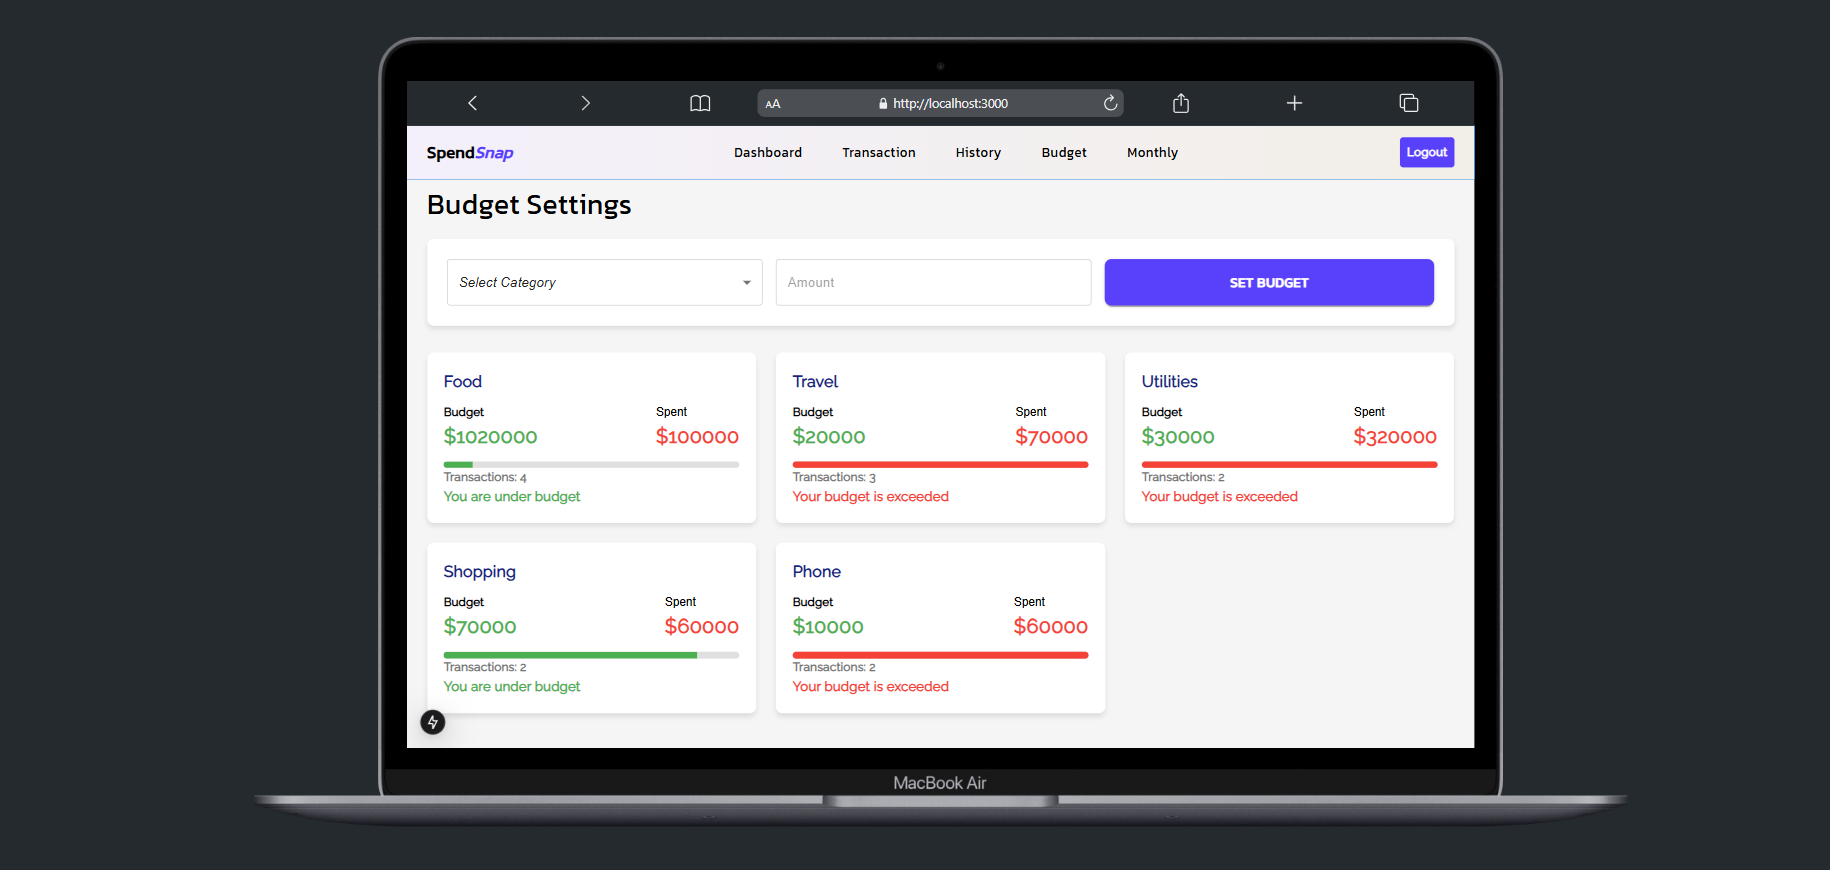 AA http://localhost:3000
SpendSnap Dashboard Transaction History Budget Monthly Logout
Budget Settings
Select Category Amount SET BUDGET
Food
Budget Spent
$1020000 $100000
Transactions: 4
You are under budget
Travel
Budget Spent
$20000 $70000
Transactions: 3
Your budget is exceeded
Utilities
Budget Spent
$30000 $320000
Transactions: 2
Your budget is exceeded
Shopping
Budget Spent
$70000 $60000
Transactions: 2
You are under budget
Phone
Budget Spent
$10000 $60000
Transactions: 2
Your budget is exceeded
MacBook Air